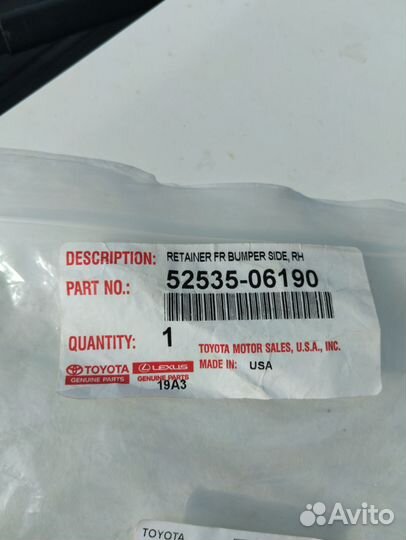 DESCRIPTION: RETAINER FR BUMPER SIDE, RH
PART NO.: 52535-06190
QUANTITY: 1 TOYOTA MOTOR SALES, U.S.A., INC.
TOYOTA LEXUS MADE IN: USA
GENUINE PARTS GENUINE PARTS
19A3
TOYOTA
Avito